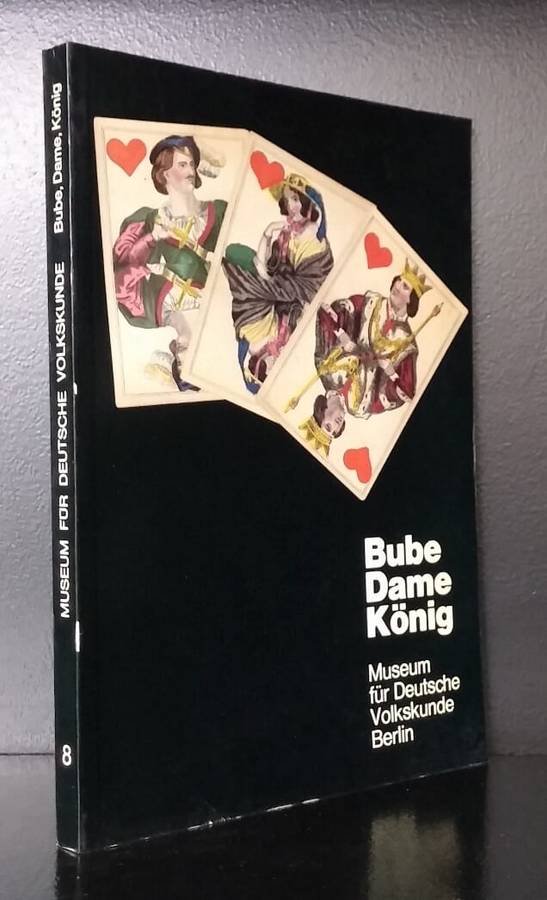 MUSEUM FÜR DEUTSCHE VOLKSKUNDE Bube, Dame, König
8
Bube
Dame
König
Museum
für Deutsche
Volkskunde
Berlin